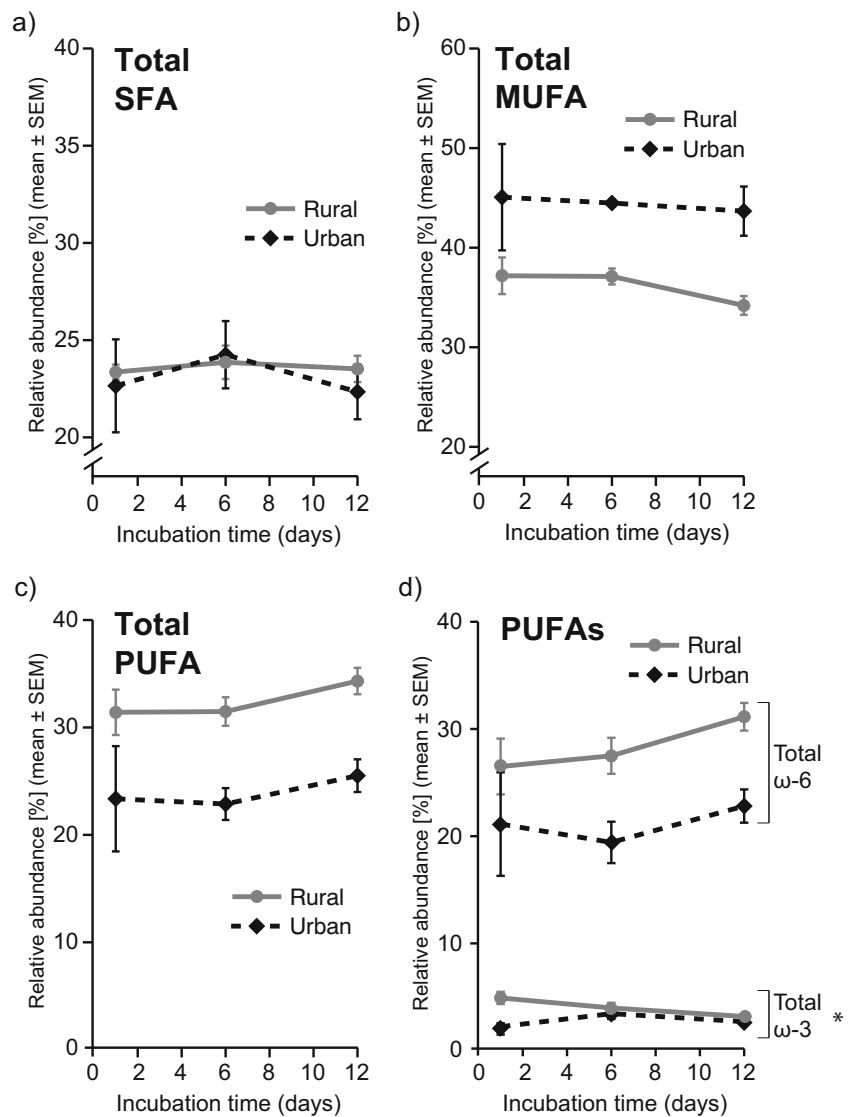 a)
Total
SFA
Relative abundance [%] (mean ± SEM)
40
35
30
25
20
Rural
Urban
0 2 4 6 8 10 12
Incubation time (days)
b)
Total
MUFA
Relative abundance [%] (mean ± SEM)
60
50
40
30
20
Rural
Urban
0 2 4 6 8 10 12
Incubation time (days)
c)
Total
PUFA
Relative abundance [%] (mean ± SEM)
40
30
20
10
0
Rural
Urban
0 2 4 6 8 10 12
Incubation time (days)
d)
PUFAs
Relative abundance [%] (mean ± SEM)
40
30
20
10
0
Rural
Urban
Total
ω-6
Total
ω-3 *
0 2 4 6 8 10 12
Incubation time (days)